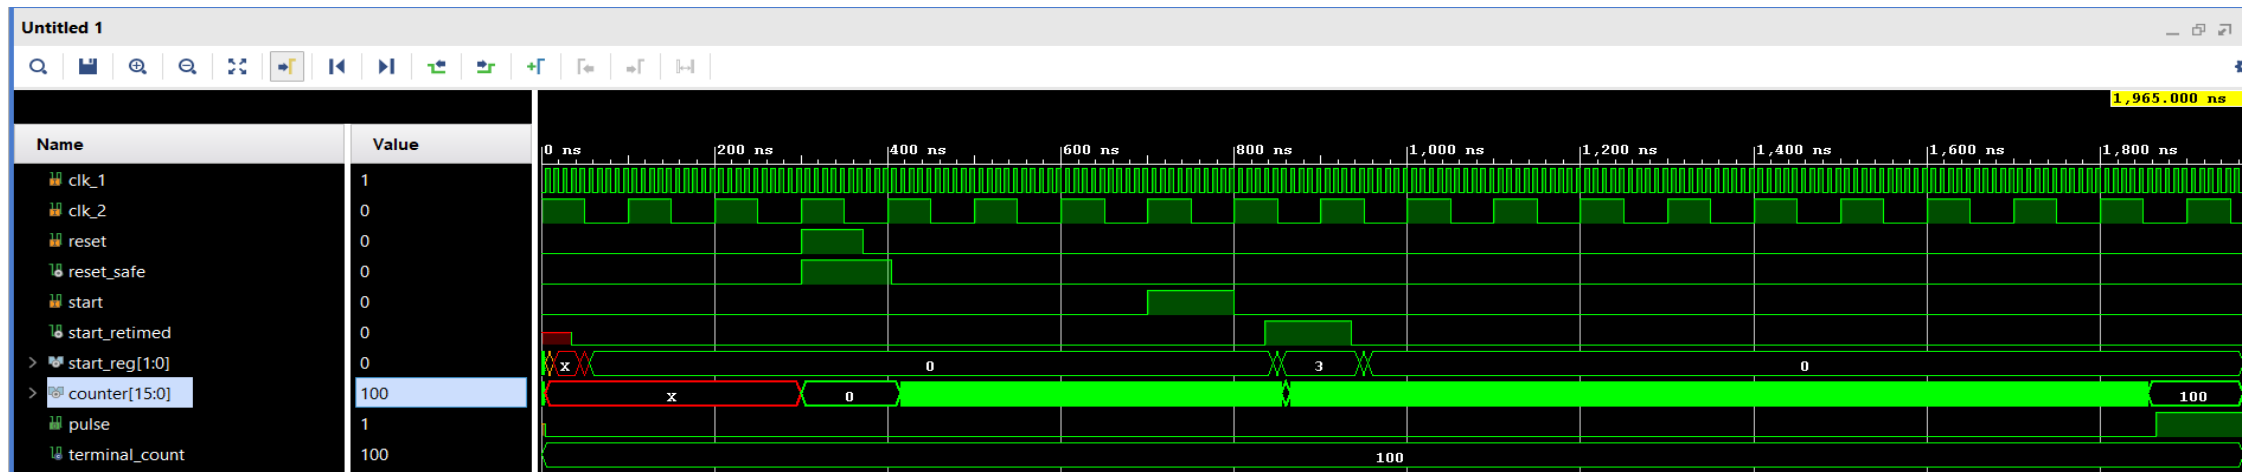 Untitled 1
1,965.000 ns
Name Value
0 ns 200 ns 400 ns 600 ns 800 ns 1,000 ns 1,200 ns 1,400 ns 1,600 ns 1,800 ns
clk_1 1
clk_2 0
reset 0
reset_safe 0
start 0
start_retimed 0
start_reg[1:0] 0 X 0 3 0
counter[15:0] 100 X 0 100
pulse 1
terminal_count 100 100